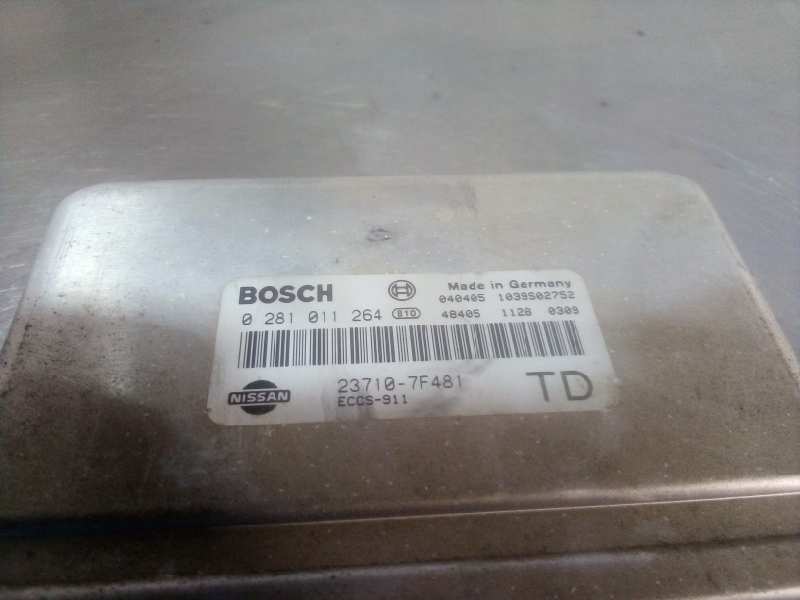 BOSCH
Made in Germany
040405 1039S02752
0 281 011 264 B10 48405 1128 0309
NISSAN
23710-7F481
ECCS-911
TD